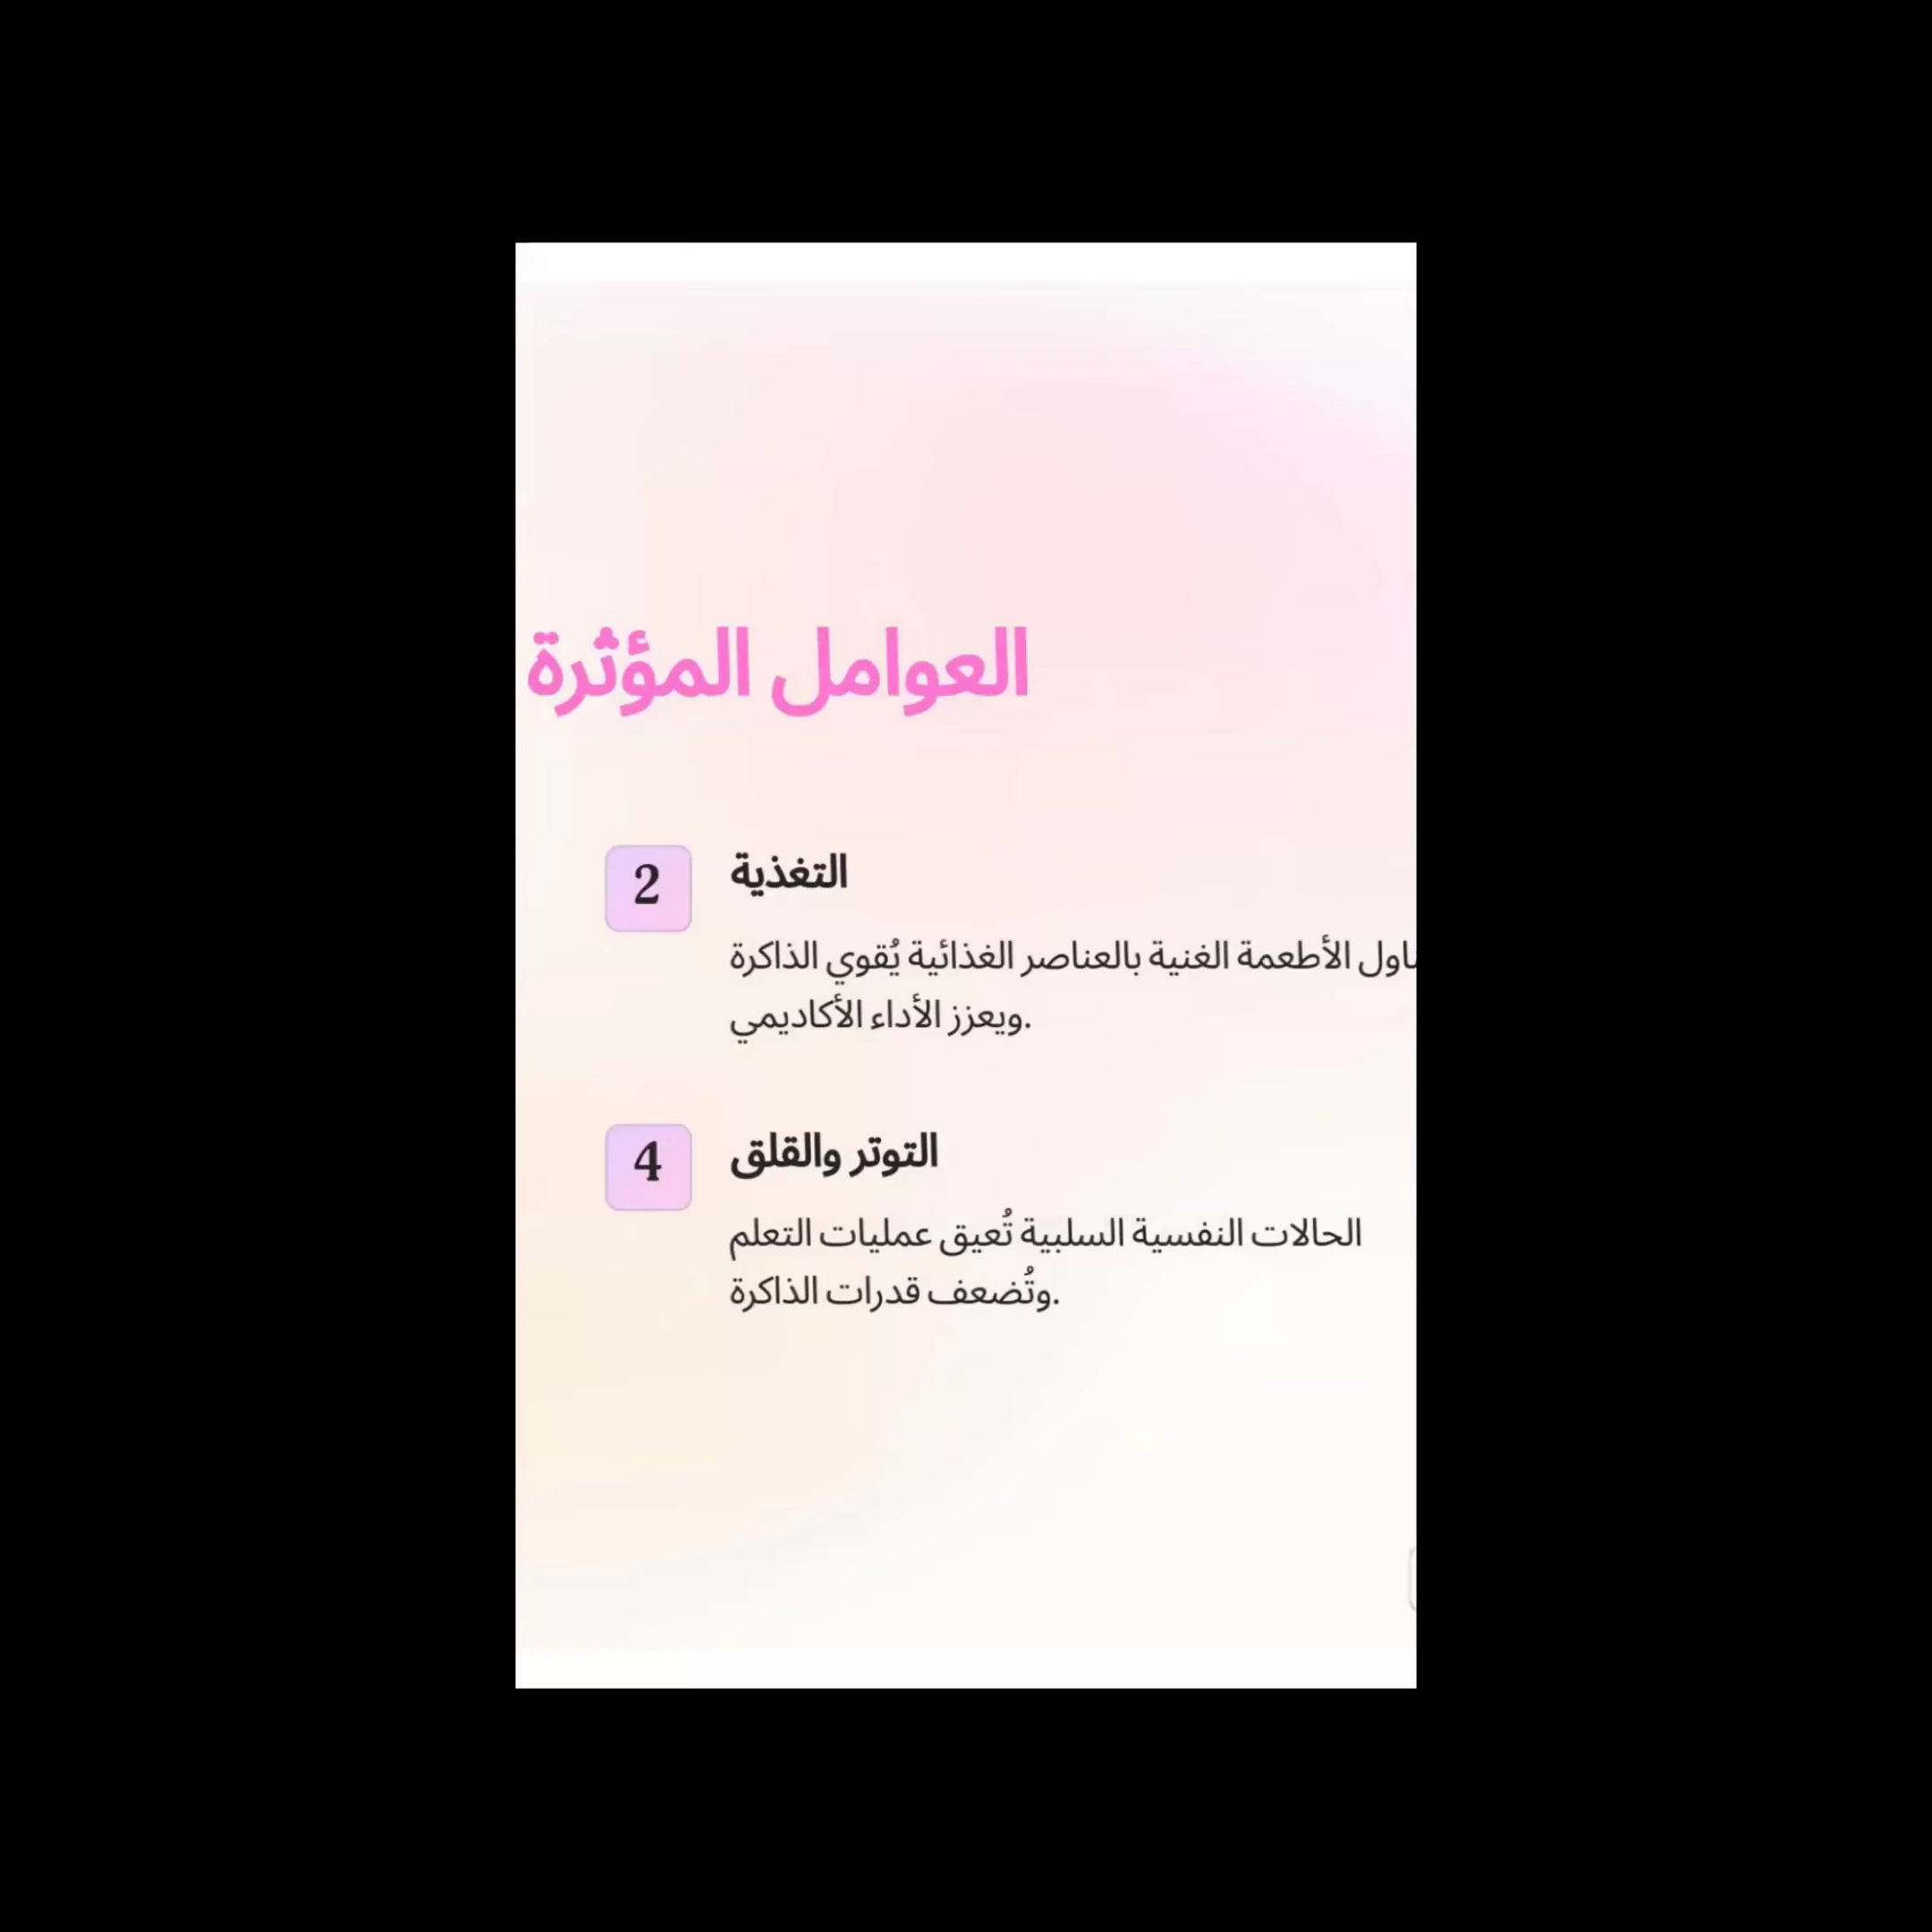 العوامل المؤثرة
2
التغذية
الأطعمة الغنية بالعناصر الغذائية يُقوي الذاكرة
ويعزز الأداء الأكاديمي.
4
التوتر والقلق
الحالات النفسية السلبية تُعيق عمليات التعلم
وتُضعف قدرات الذاكرة.